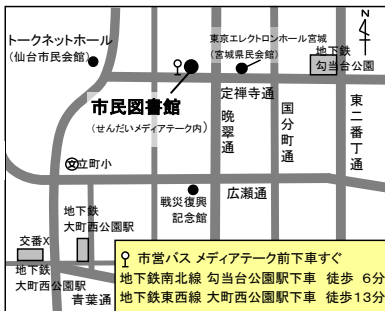 N
トークネットホール
(仙台市民会館)
東京エレクトロンホール宮城
(宮城県民会館)
地下鉄
勾当台公園
定禅寺通
市民図書館
(せんだいメディアテーク内)
晩翠通
国分町通
東二番丁通
立町小
広瀬通
戦災復興
記念館
地下鉄
大町西公園駅
交番X
地下鉄
大町西公園駅
青葉通
市営バス メディアテーク前下車すぐ
地下鉄南北線 勾当台公園駅下車 徒歩 6分
地下鉄東西線 大町西公園駅下車 徒歩13分